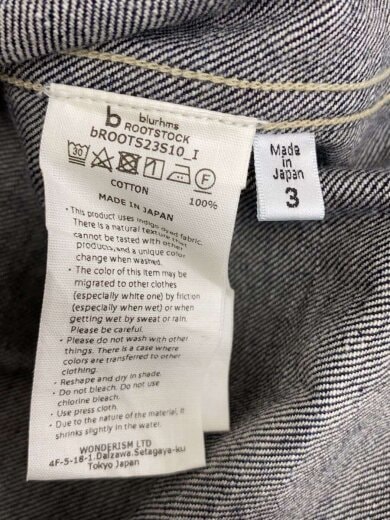 b blurhms
ROOTSTOCK
bROOTS23S10_I
30
F
COTTON 100%
MADE IN JAPAN
・This product uses indigo dyed fabric.
There is a natural texture that
cannot be tasted with other
products, and a unique color
change when washed.
・The color of this item may be
migrated to other clothes
(especially white one) by friction
(especially when wet) or when
getting wet by sweat or rain.
Please be careful.
・Please do not wash with other
things. There is a case where
colors are transferred to other
clothing.
・Reshape and dry in shade.
・Do not bleach. Do not use
chlorine bleach.
・Use press cloth.
・Due to the nature of the material, it
shrinks slightly in the water.
WONDERISM LTD
4F-5-16-1,Daizawa,Setagaya-ku
Tokyo Japan
Made
in
Japan
3